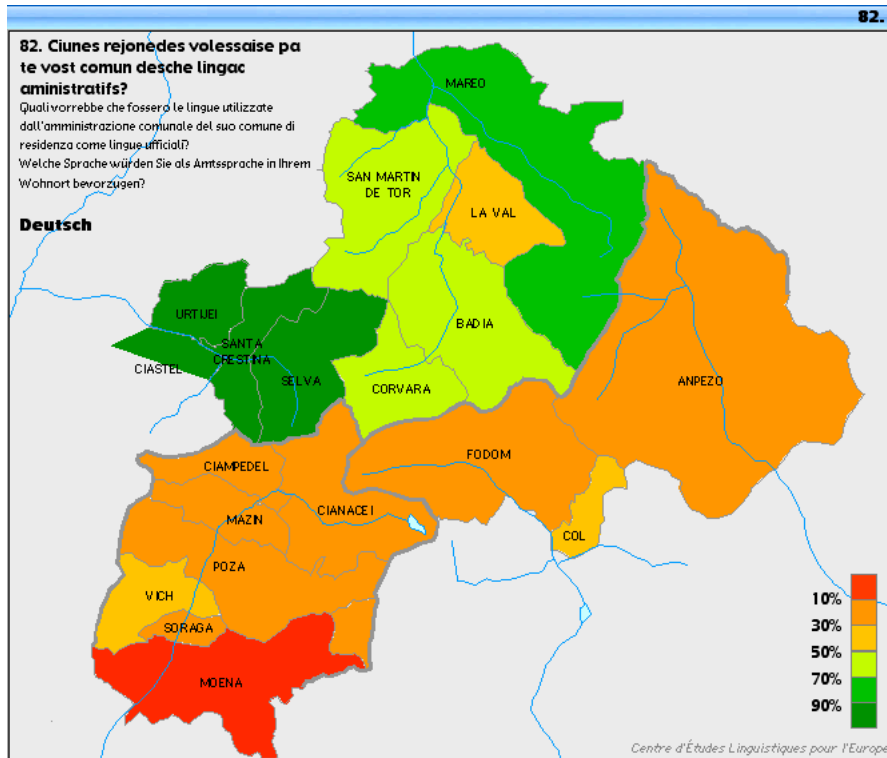 82.
82. Ciunes rejonedes volessaise pa
te vost comun desche lingac
aministratifs?
Quali vorrebbe che fossero le lingue utilizzate
dall'amministrazione comunale del suo comune di
residenza come lingue ufficiali?
Welche Sprache würden Sie als Amtssprache in Ihrem
Wohnort bevorzugen?
Deutsch
MAREO
SAN MARTIN
DE TOR
LA VAL
URTIJEI
SANTA
CRESTINA
CIASTEL
SELVA
BADIA
CORVARA
ANPEZO
FODOM
CIAMPEDEL
CIANACEI
MAZIN
COL
POZA
VICH
SORAGA
MOENA
10%
30%
50%
70%
90%
Centre d'Études Linguistiques pour l'Europe